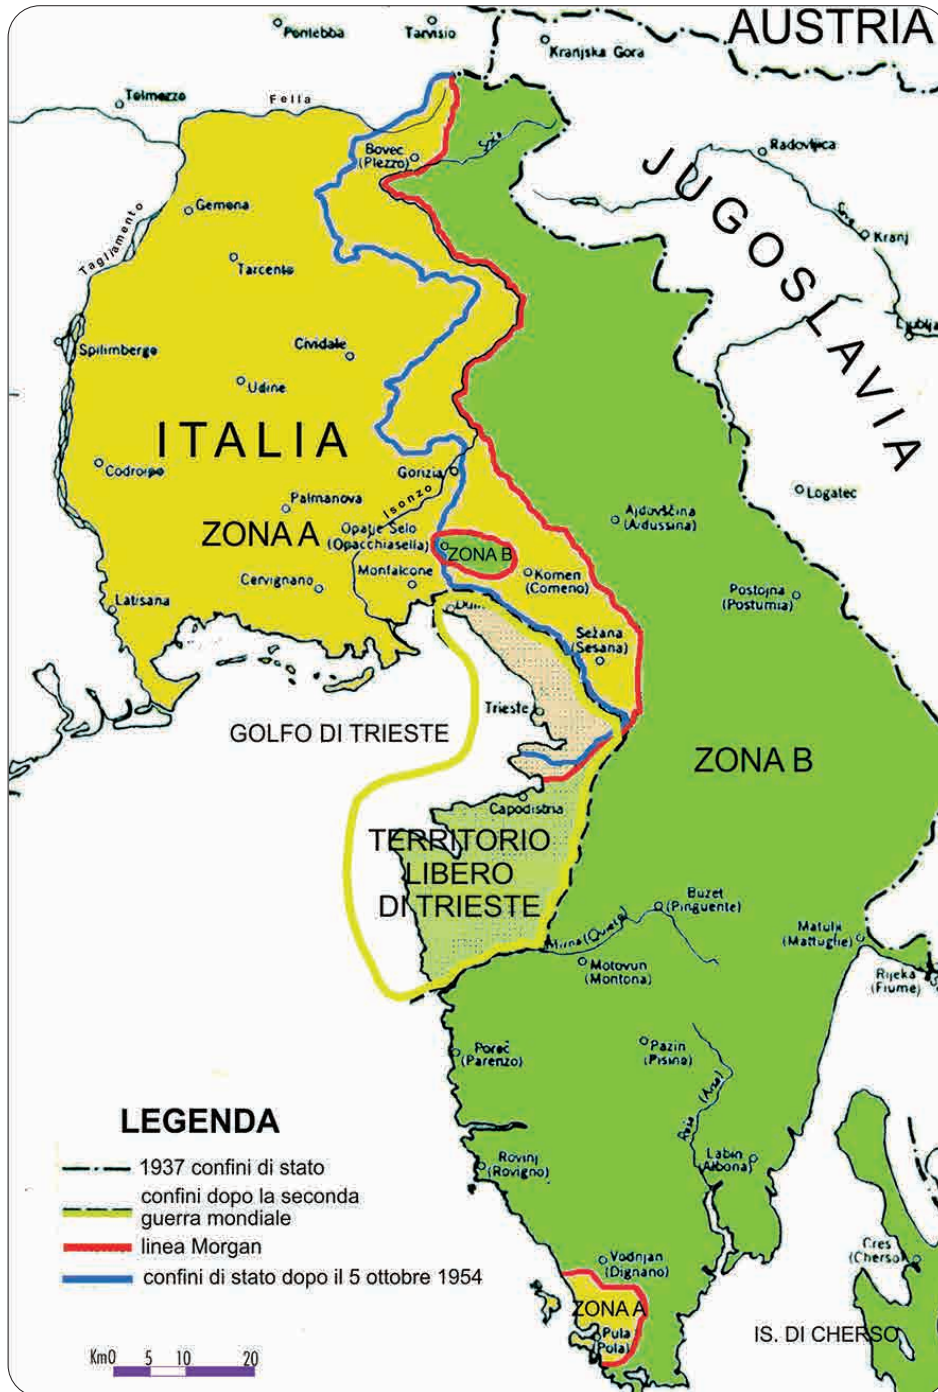 AUSTRIA
Pontebba
Tarvisio
Kranjska Gora
Tolmezzo
Fella
Bovec
(Plezzo)
Radovljica
JUGOSLAVIA
Gemona
Tagliamento
Kranj
Tarcento
Spilimbergo
Cividale
Udine
ITALIA
Codroipo
Gorizia
Logatec
Palmanova
Isonzo
Ajdovščina
(Aidussina)
ZONA A
Opatje Selo
(Opacchiasella)
ZONA B
Cervignano
Monfalcone
Komen
(Comeno)
Postojna
(Postumia)
Latisana
Sežana
(Sesana)
Trieste
GOLFO DI TRIESTE
ZONA B
Capodistria
TERRITORIO
LIBERO
DI TRIESTE
Buzet
(Pinguente)
Mirna (Quieto)
Motovun
(Montona)
Matulji
(Mattuglie)
Rijeka
(Fiume)
Poreč
(Parenzo)
Pazin
(Pisino)
Raša (Arsa)
LEGENDA
1937 confini di stato
confini dopo la seconda
guerra mondiale
linea Morgan
confini di stato dopo il 5 ottobre 1954
Rovinj
(Rovigno)
Labin
(Albona)
Vodnjan
(Dignano)
Cres
(Cherso)
ZONA A
Pula
(Pola)
IS. DI CHERSO
Km0 5 10 20